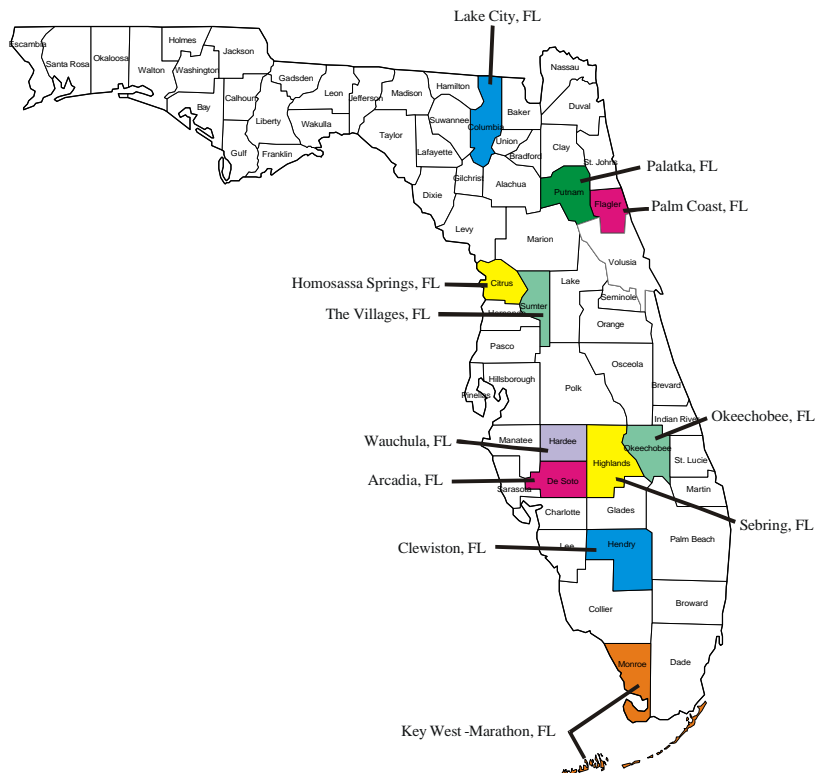 Lake City, FL
Holmes
Escambia
Santa Rosa
Okaloosa
Walton
Washington
Jackson
Nassau
Gadsden
Hamilton
Bay
Calhoun
Leon
Jefferson
Madison
Baker
Duval
Liberty
Wakulla
Suwannee
Columbia
Taylor
Union
Clay
Gulf
Franklin
Lafayette
Bradford
St. Johns
Palatka, FL
Gilchrist
Alachua
Putnam
Dixie
Flagler
Palm Coast, FL
Levy
Marion
Volusia
Homosassa Springs, FL
Citrus
Lake
Seminole
The Villages, FL
Sumter
Orange
Pasco
Osceola
Hillsborough
Polk
Brevard
Pinellas
Indian River
Okeechobee, FL
Wauchula, FL
Manatee
Hardee
Okeechobee
Highlands
St. Lucie
Arcadia, FL
De Soto
Sarasota
Martin
Charlotte
Glades
Sebring, FL
Clewiston, FL
Lee
Hendry
Palm Beach
Collier
Broward
Monroe
Dade
Key West -Marathon, FL